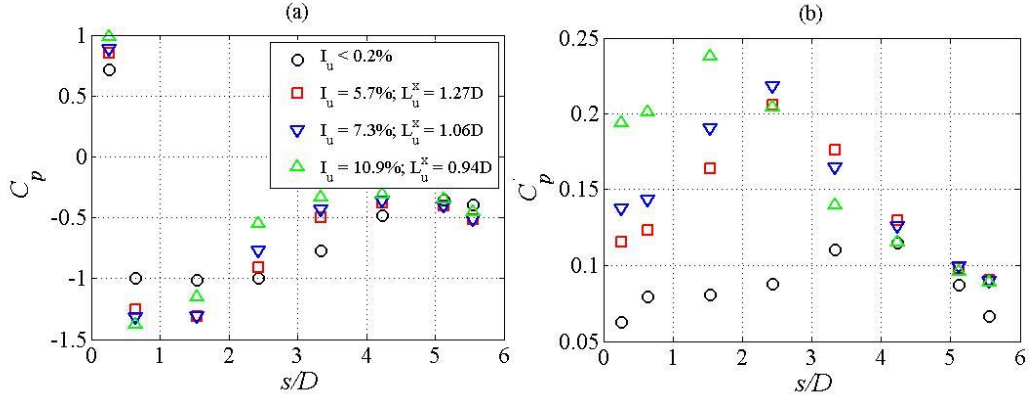 (a)
(b)
1
0.5
0
-0.5
-1
-1.5
C_p
0
1
2
3
4
5
6
s/D
I_u < 0.2%
I_u = 5.7%; L_u^x = 1.27D
I_u = 7.3%; L_u^x = 1.06D
I_u = 10.9%; L_u^x = 0.94D
0.25
0.2
0.15
0.1
0.05
C_p'
0
1
2
3
4
5
6
s/D